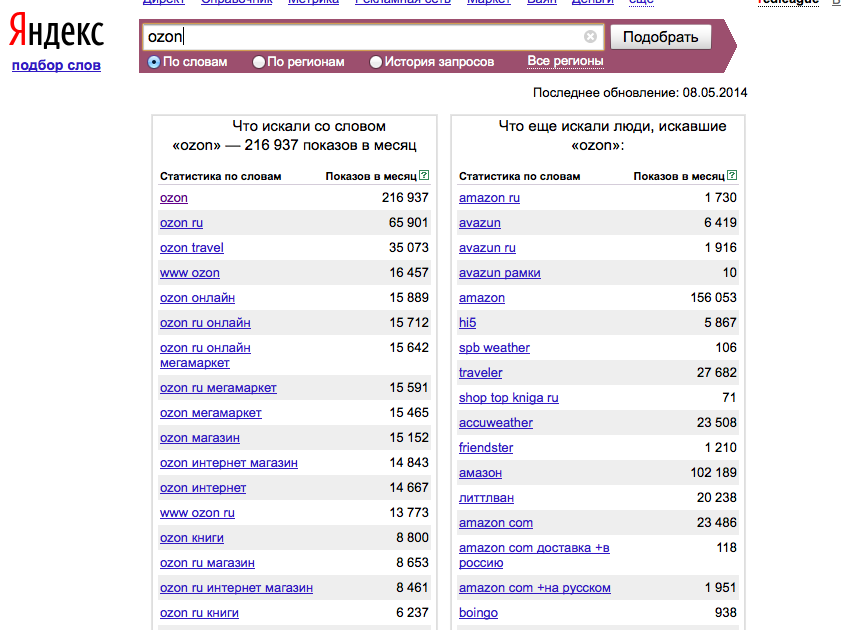 Директ Справочник Метрика Рекламная сеть Маркет Баян Деньги ещё
Яндекс
подбор слов
ozon
Подобрать
По словам По регионам История запросов Все регионы
Последнее обновление: 08.05.2014
Что искали со словом
«ozon» — 216 937 показов в месяц
Статистика по словам Показов в месяц ?
ozon 216 937
ozon ru 65 901
ozon travel 35 073
www ozon 16 457
ozon онлайн 15 889
ozon ru онлайн 15 712
ozon ru онлайн 15 642
мегамаркет
ozon ru мегамаркет 15 591
ozon мегамаркет 15 465
ozon магазин 15 152
ozon интернет магазин 14 843
ozon интернет 14 667
www ozon ru 13 773
ozon книги 8 800
ozon ru магазин 8 653
ozon ru интернет магазин 8 461
ozon ru книги 6 237
Что еще искали люди, искавшие
«ozon»:
Статистика по словам Показов в месяц ?
amazon ru 1 730
avazun 6 419
avazun ru 1 916
avazun рамки 10
amazon 156 053
hi5 5 867
spb weather 106
traveler 27 682
shop top kniga ru 71
accuweather 23 508
friendster 1 210
амазон 102 189
литтлван 20 238
amazon com 23 486
amazon com доставка +в 118
россию
amazon com +на русском 1 951
boingo 938